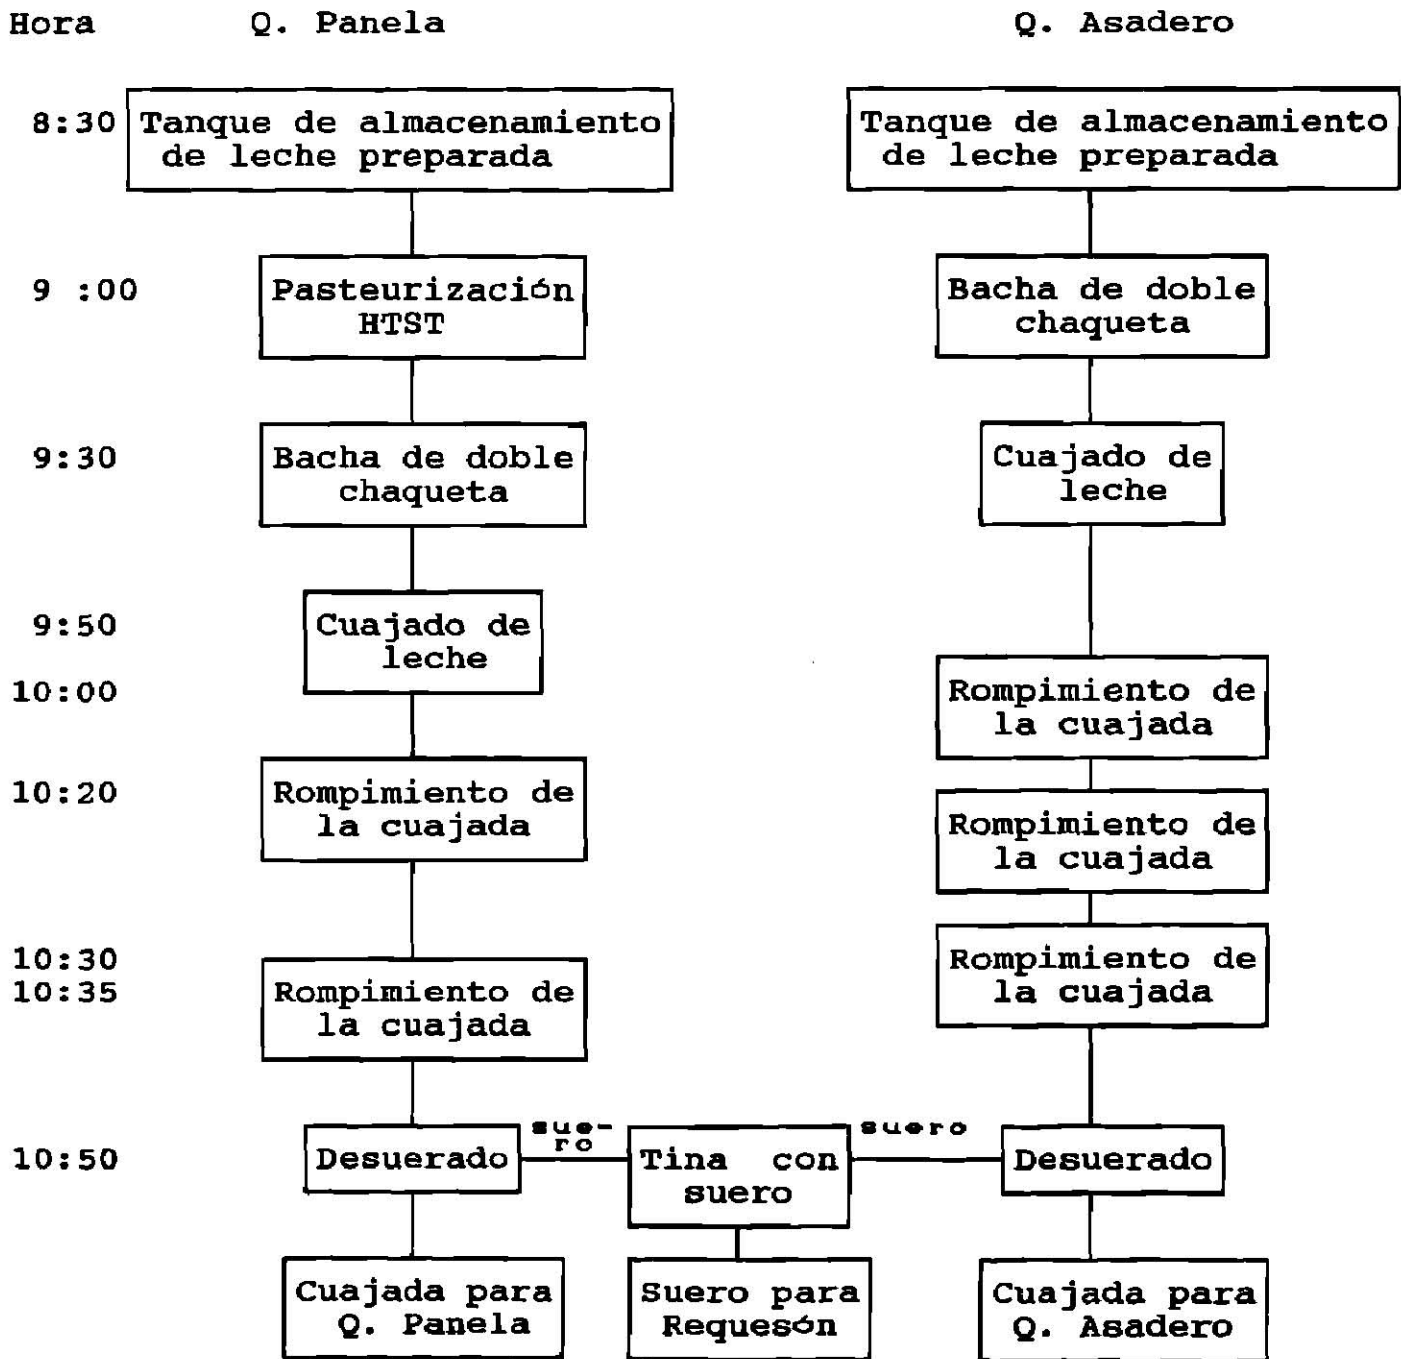 Hora Q. Panela Q. Asadero
8:30 Tanque de almacenamiento
de leche preparada
Tanque de almacenamiento
de leche preparada
9 :00 Pasteurización
HTST
Bacha de doble
chaqueta
9:30 Bacha de doble
chaqueta
Cuajado de
leche
9:50 Cuajado de
leche
10:00 Rompimiento de
la cuajada
10:20 Rompimiento de
la cuajada
Rompimiento de
la cuajada
10:30 Rompimiento de
la cuajada
10:35 Rompimiento de
la cuajada
10:50 Desuerado
sue-
ro
Tina con
suero
suero
Desuerado
Cuajada para
Q. Panela
Suero para
Requesón
Cuajada para
Q. Asadero